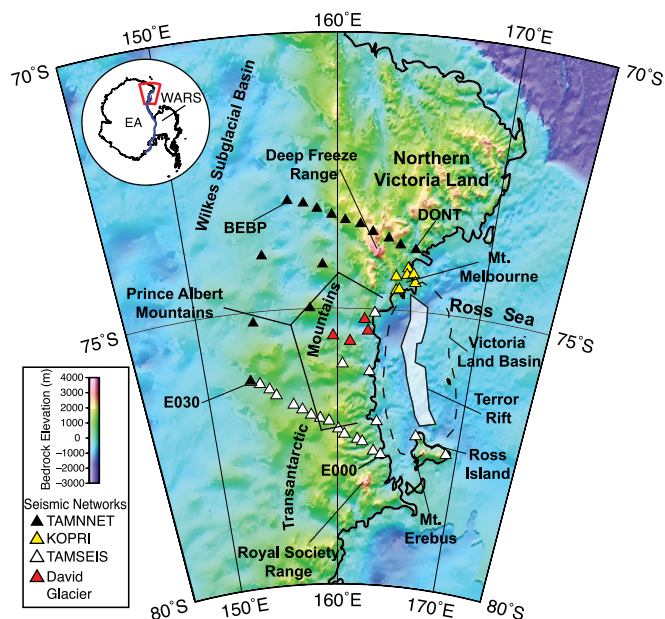 150˚E
160˚E
170˚E
70˚S
70˚S
WARS
EA
Wilkes Subglacial Basin
Deep Freeze
Range
Northern
Victoria Land
BEBP
DONT
Mt.
Melbourne
Prince Albert
Mountains
Mountains
Ross Sea
75˚S
75˚S
Victoria
Land Basin
Terror
Rift
E030
E000
Ross
Island
Transantarctic
Mt.
Erebus
Royal Society
Range
Bedrock Elevation (m)
4000
3000
2000
1000
0
−1000
−2000
−3000
Seismic Networks
TAMNNET
KOPRI
TAMSEIS
David
Glacier
80˚S
80˚S
150˚E
160˚E
170˚E